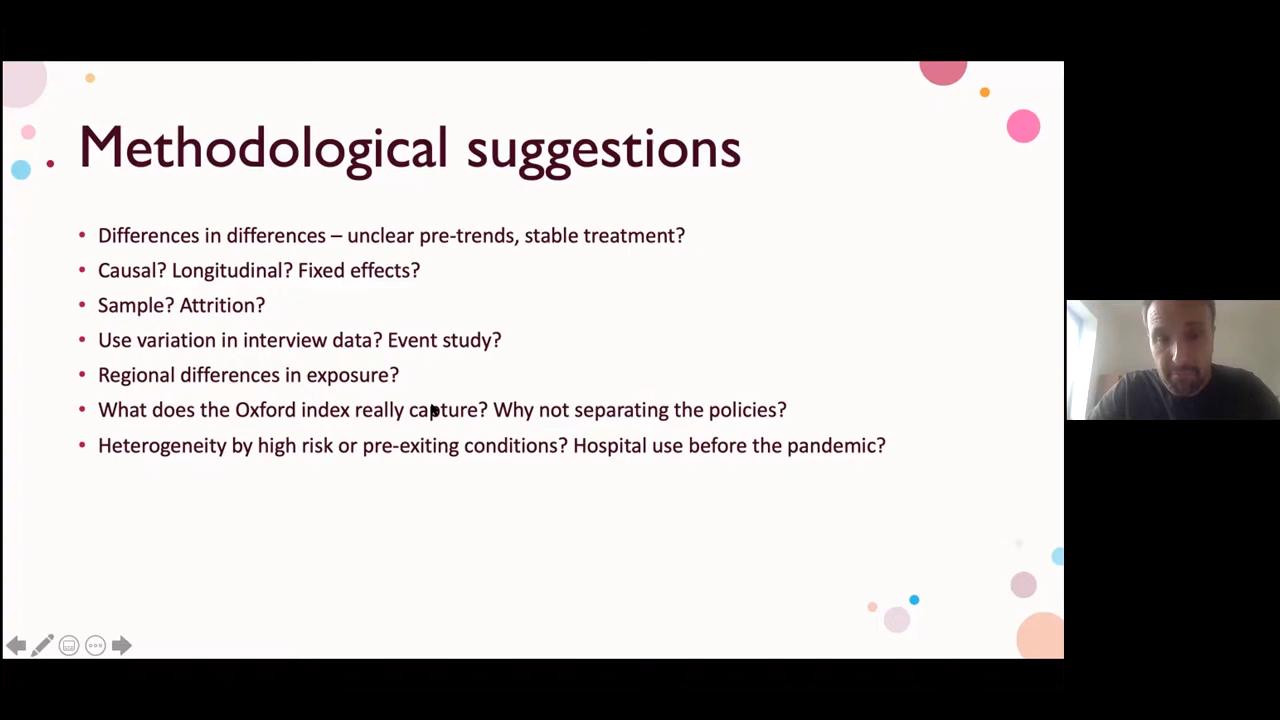 Methodological suggestions
• Differences in differences – unclear pre-trends, stable treatment?
• Causal? Longitudinal? Fixed effects?
• Sample? Attrition?
• Use variation in interview data? Event study?
• Regional differences in exposure?
• What does the Oxford index really capture? Why not separating the policies?
• Heterogeneity by high risk or pre-exiting conditions? Hospital use before the pandemic?